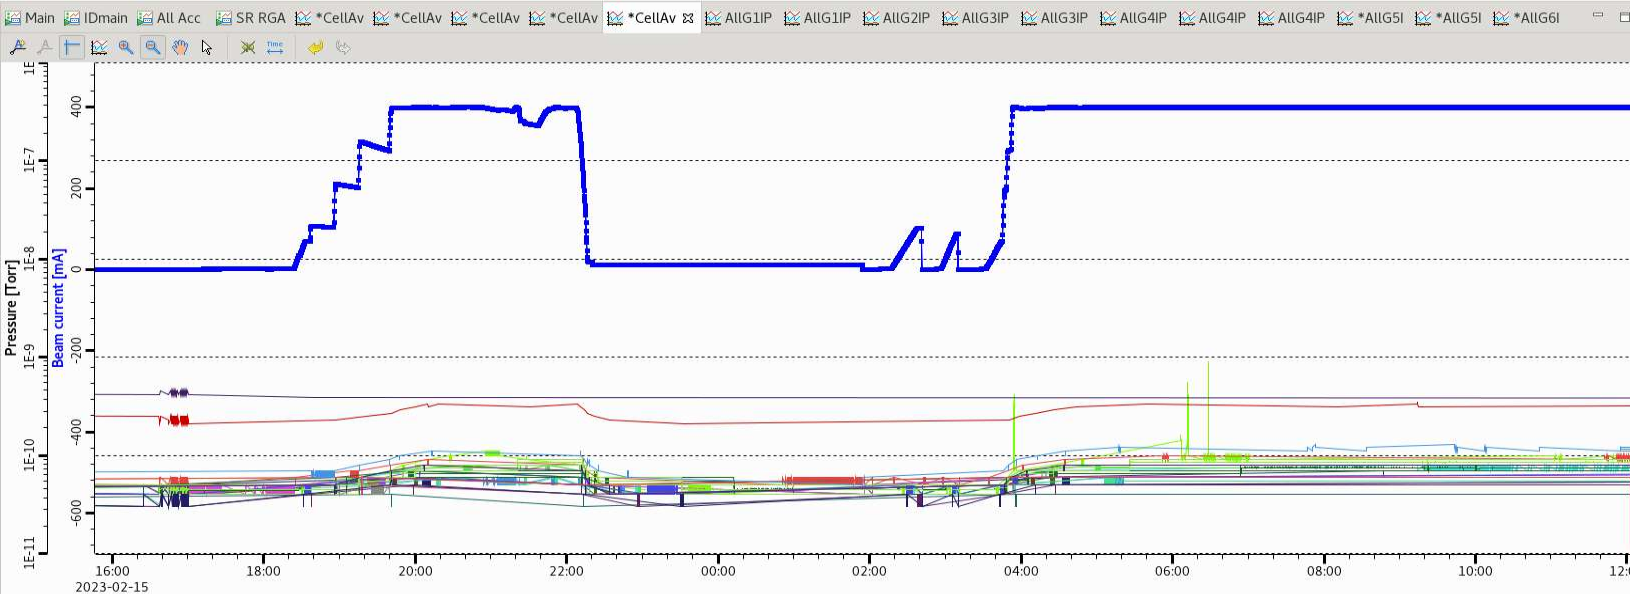 Main IDmain All Acc SR RGA *CellAv *CellAv *CellAv *CellAv *CellAv AllG1IP AllG1IP AllG2IP AllG3IP AllG3IP AllG4IP AllG4IP AllG4IP *AllG5I *AllG5I *AllG6I
Time
Pressure [Torr]
1E
1E-7
1E-8
1E-9
1E-10
1E-11
Beam current [mA]
400
200
0
-200
-400
-600
16:00 18:00 20:00 22:00 00:00 02:00 04:00 06:00 08:00 10:00 12:0
2023-02-15